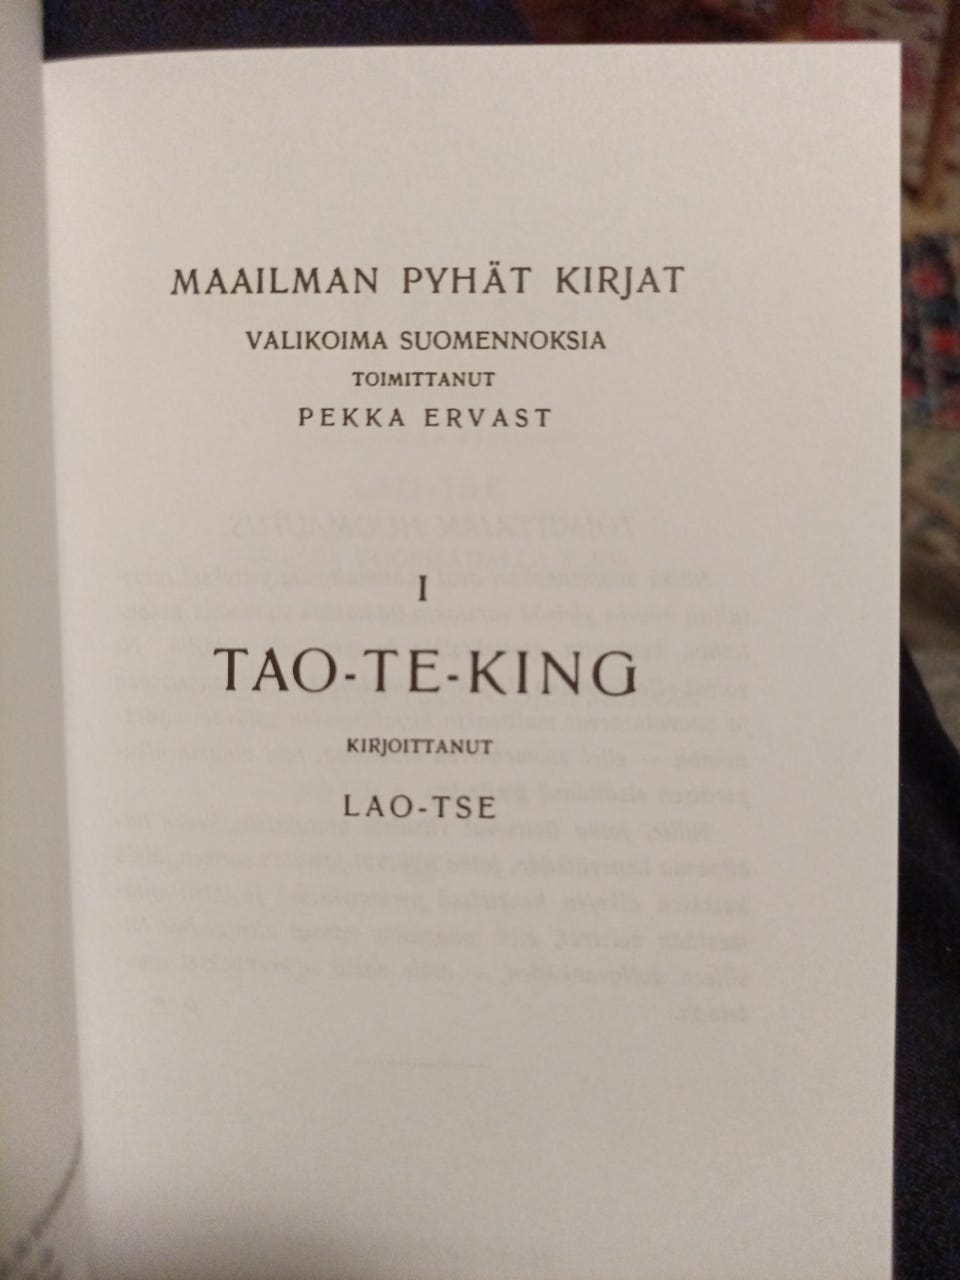 MAAILMAN PYHÄT KIRJAT
VALIKOIMA SUOMENNOKSIA
TOIMITTANUT
PEKKA ERVAST
I
TAO-TE-KING
KIRJOITTANUT
LAO-TSE